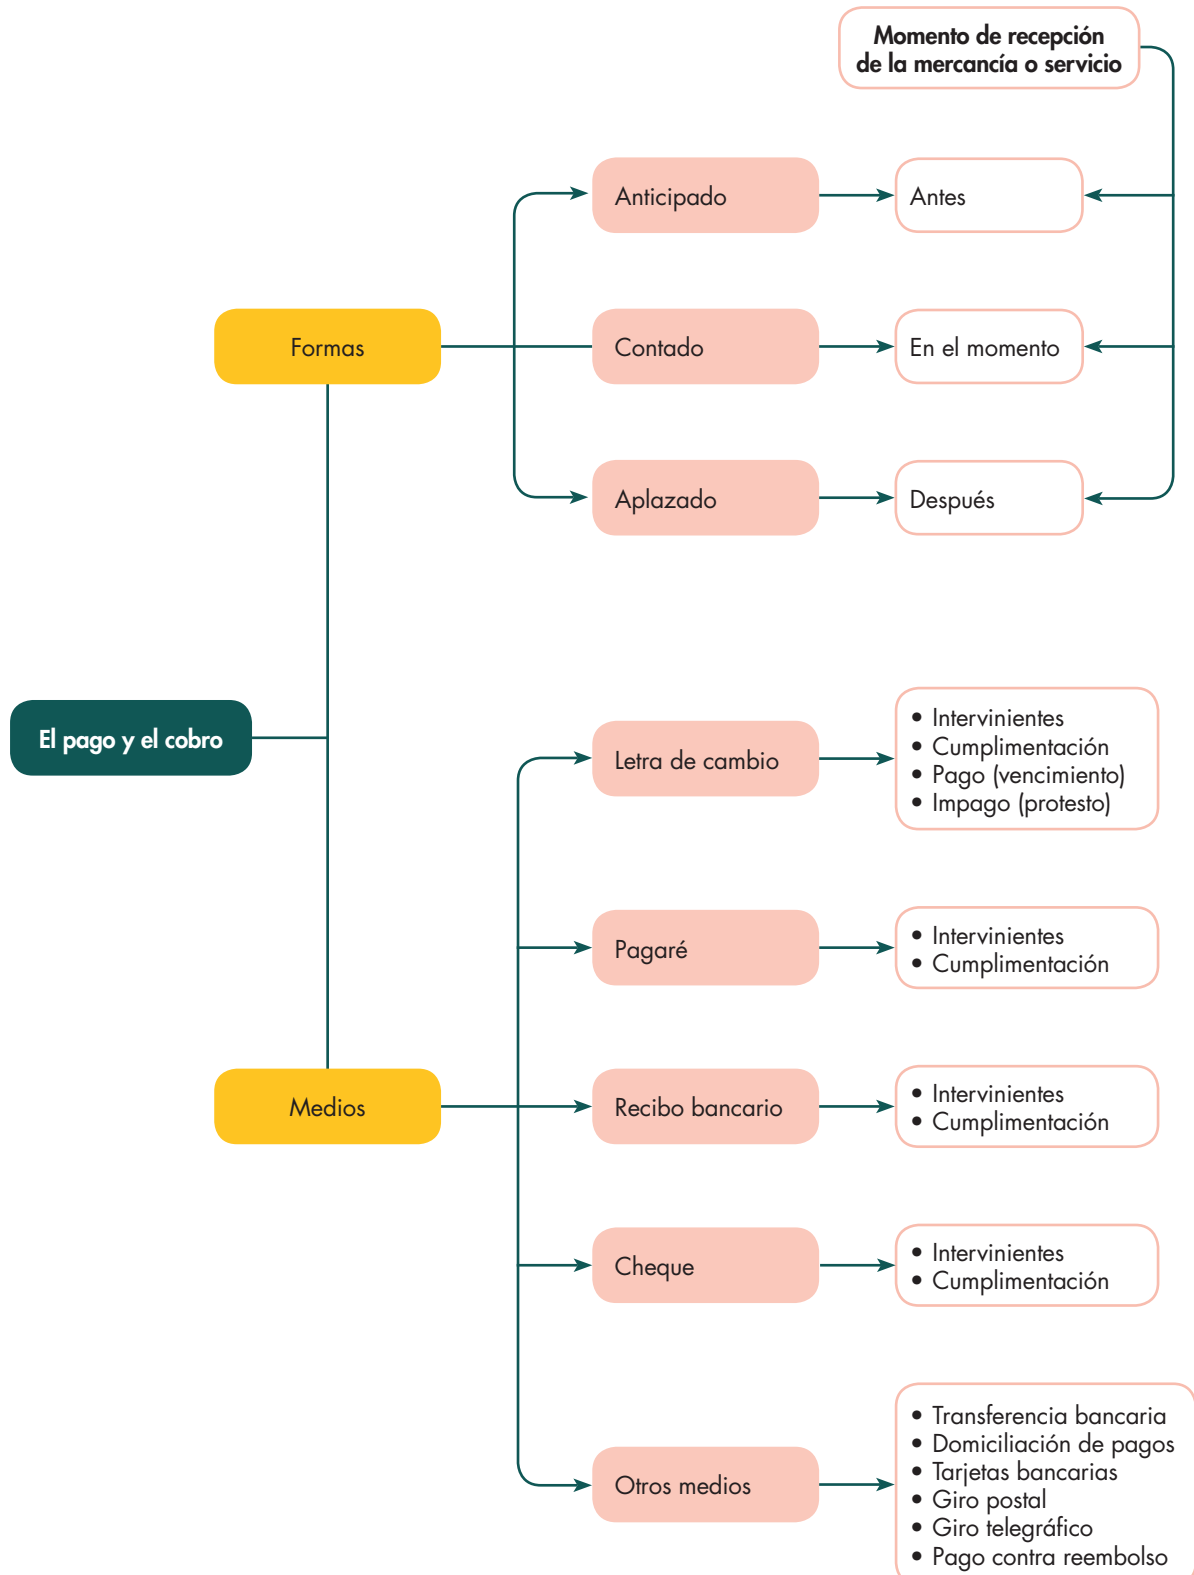 Momento de recepción
de la mercancía o servicio
Anticipado
Antes
Formas
Contado
En el momento
Aplazado
Después
El pago y el cobro
Letra de cambio
• Intervinientes
• Cumplimentación
• Pago (vencimiento)
• Impago (protesto)
Pagaré
• Intervinientes
• Cumplimentación
Medios
Recibo bancario
• Intervinientes
• Cumplimentación
Cheque
• Intervinientes
• Cumplimentación
Otros medios
• Transferencia bancaria
• Domiciliación de pagos
• Tarjetas bancarias
• Giro postal
• Giro telegráfico
• Pago contra reembolso